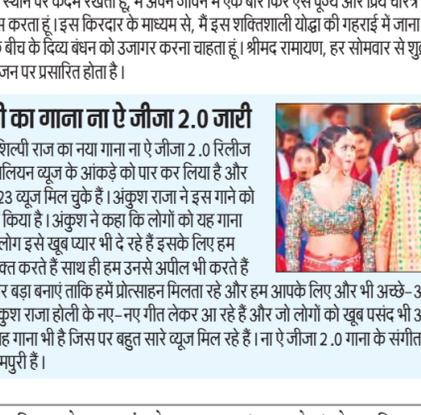 स्थान पर कदम रखता हूं, मैं अपने जीवन में एक बार फिर ऐसे पूज्य और प्रिय चरित्र
स करता हूं। इस किरदार के माध्यम से, मैं इस शक्तिशाली योद्धा की गहराई में जाना
के बीच के दिव्य बंधन को उजागर करना चाहता हूं। श्रीमद रामायण, हर सोमवार से शु
जन पर प्रसारित होता है।
ी का गाना ना ऐ जीजा 2.0 जारी
शिल्पी राज का नया गाना ना ऐ जीजा 2.0 रिलीज
लियन व्यूज के आंकड़े को पार कर लिया है और
23 व्यूज मिल चुके हैं। अंकुश राजा ने इस गाने को
किया है। अंकुश ने कहा कि लोगों को यह गाना
लोग इसे खूब प्यार भी दे रहे हैं इसके लिए हम
क्त करते हैं साथ ही हम उनसे अपील भी करते हैं
र बड़ा बनाएं ताकि हमें प्रोत्साहन मिलता रहे और हम आपके लिए और भी अच्छे-अ
कुश राजा होली के नए-नए गीत लेकर आ रहे हैं और जो लोगों को खूब पसंद भी अ
ह गाना भी है जिस पर बहुत सारे व्यूज मिल रहे हैं। ना ऐ जीजा 2.0 गाना के संगीत
मपुरी हैं।